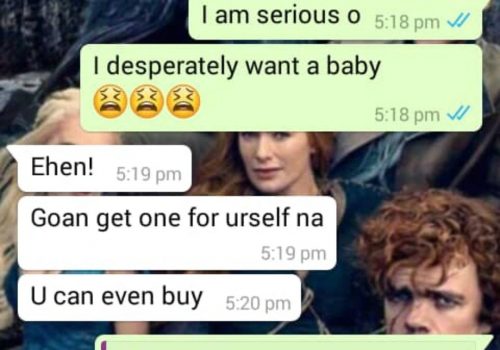 I am serious o 5:18 pm
I desperately want a baby
😫😫😫
5:18 pm
Ehen! 5:19 pm
Goan get one for urself na
5:19 pm
U can even buy 5:20 pm